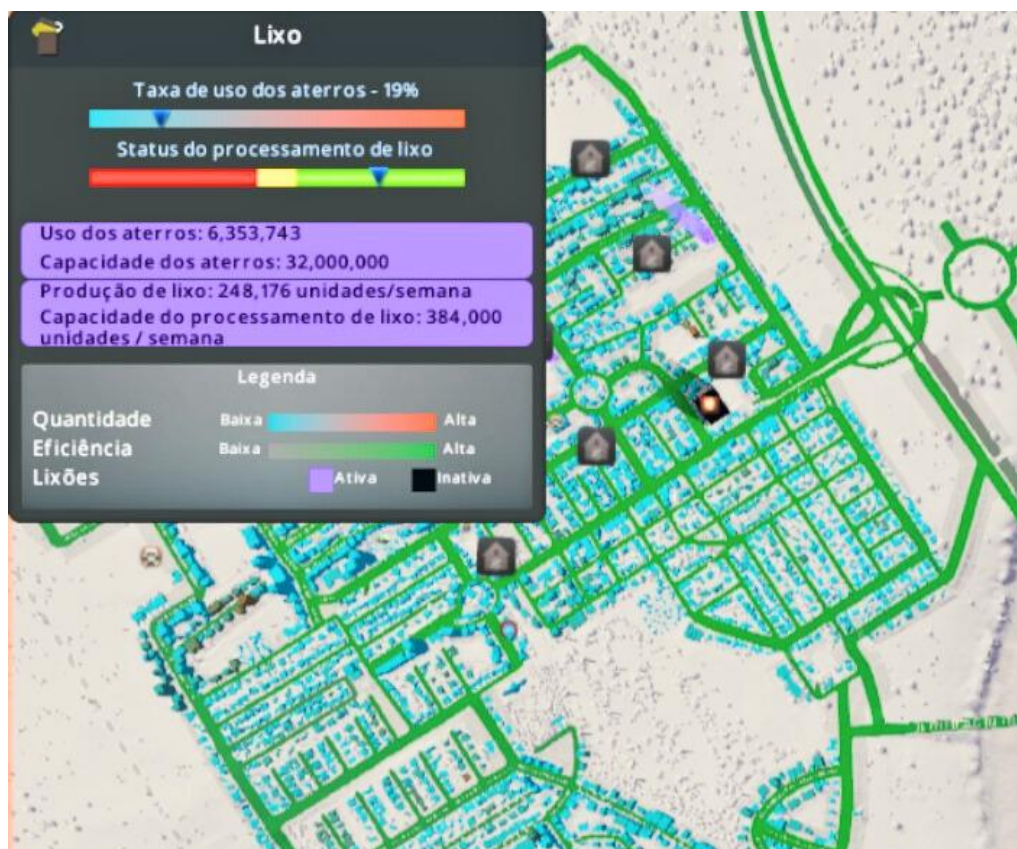 Lixo
Taxa de uso dos aterros - 19%
Status do processamento de lixo
Uso dos aterros: 6,353,743
Capacidade dos aterros: 32,000,000
Produção de lixo: 248,176 unidades/semana
Capacidade do processamento de lixo: 384,000
unidades / semana
Legenda
Quantidade Baixa Alta
Eficiência Baixa Alta
Lixões Ativa Inativa